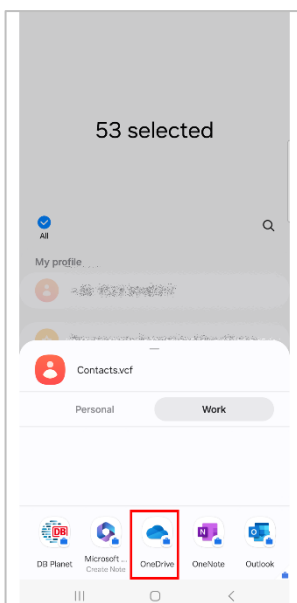 53 selected
All
My profile
Contacts.vcf
Personal Work
DB
DB Planet Microsoft ... OneDrive OneNote Outlook
Create Note